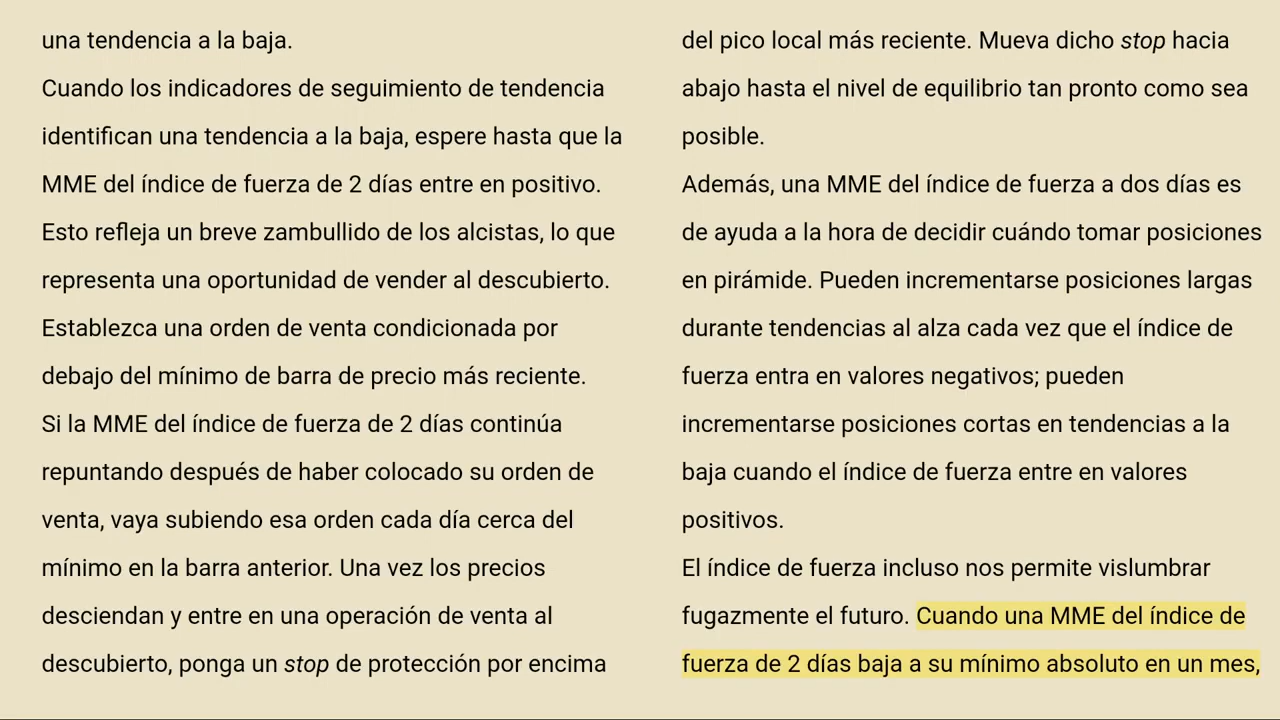 una tendencia a la baja.
Cuando los indicadores de seguimiento de tendencia
identifican una tendencia a la baja, espere hasta que la
MME del índice de fuerza de 2 días entre en positivo.
Esto refleja un breve zambullido de los alcistas, lo que
representa una oportunidad de vender al descubierto.
Establezca una orden de venta condicionada por
debajo del mínimo de barra de precio más reciente.
Si la MME del índice de fuerza de 2 días continúa
repuntando después de haber colocado su orden de
venta, vaya subiendo esa orden cada día cerca del
mínimo en la barra anterior. Una vez los precios
desciendan y entre en una operación de venta al
descubierto, ponga un stop de protección por encima
del pico local más reciente. Mueva dicho stop hacia
abajo hasta el nivel de equilibrio tan pronto como sea
posible.
Además, una MME del índice de fuerza a dos días es
de ayuda a la hora de decidir cuándo tomar posiciones
en pirámide. Pueden incrementarse posiciones largas
durante tendencias al alza cada vez que el índice de
fuerza entra en valores negativos; pueden
incrementarse posiciones cortas en tendencias a la
baja cuando el índice de fuerza entre en valores
positivos.
El índice de fuerza incluso nos permite vislumbrar
fugazmente el futuro. Cuando una MME del índice de
fuerza de 2 días baja a su mínimo absoluto en un mes,